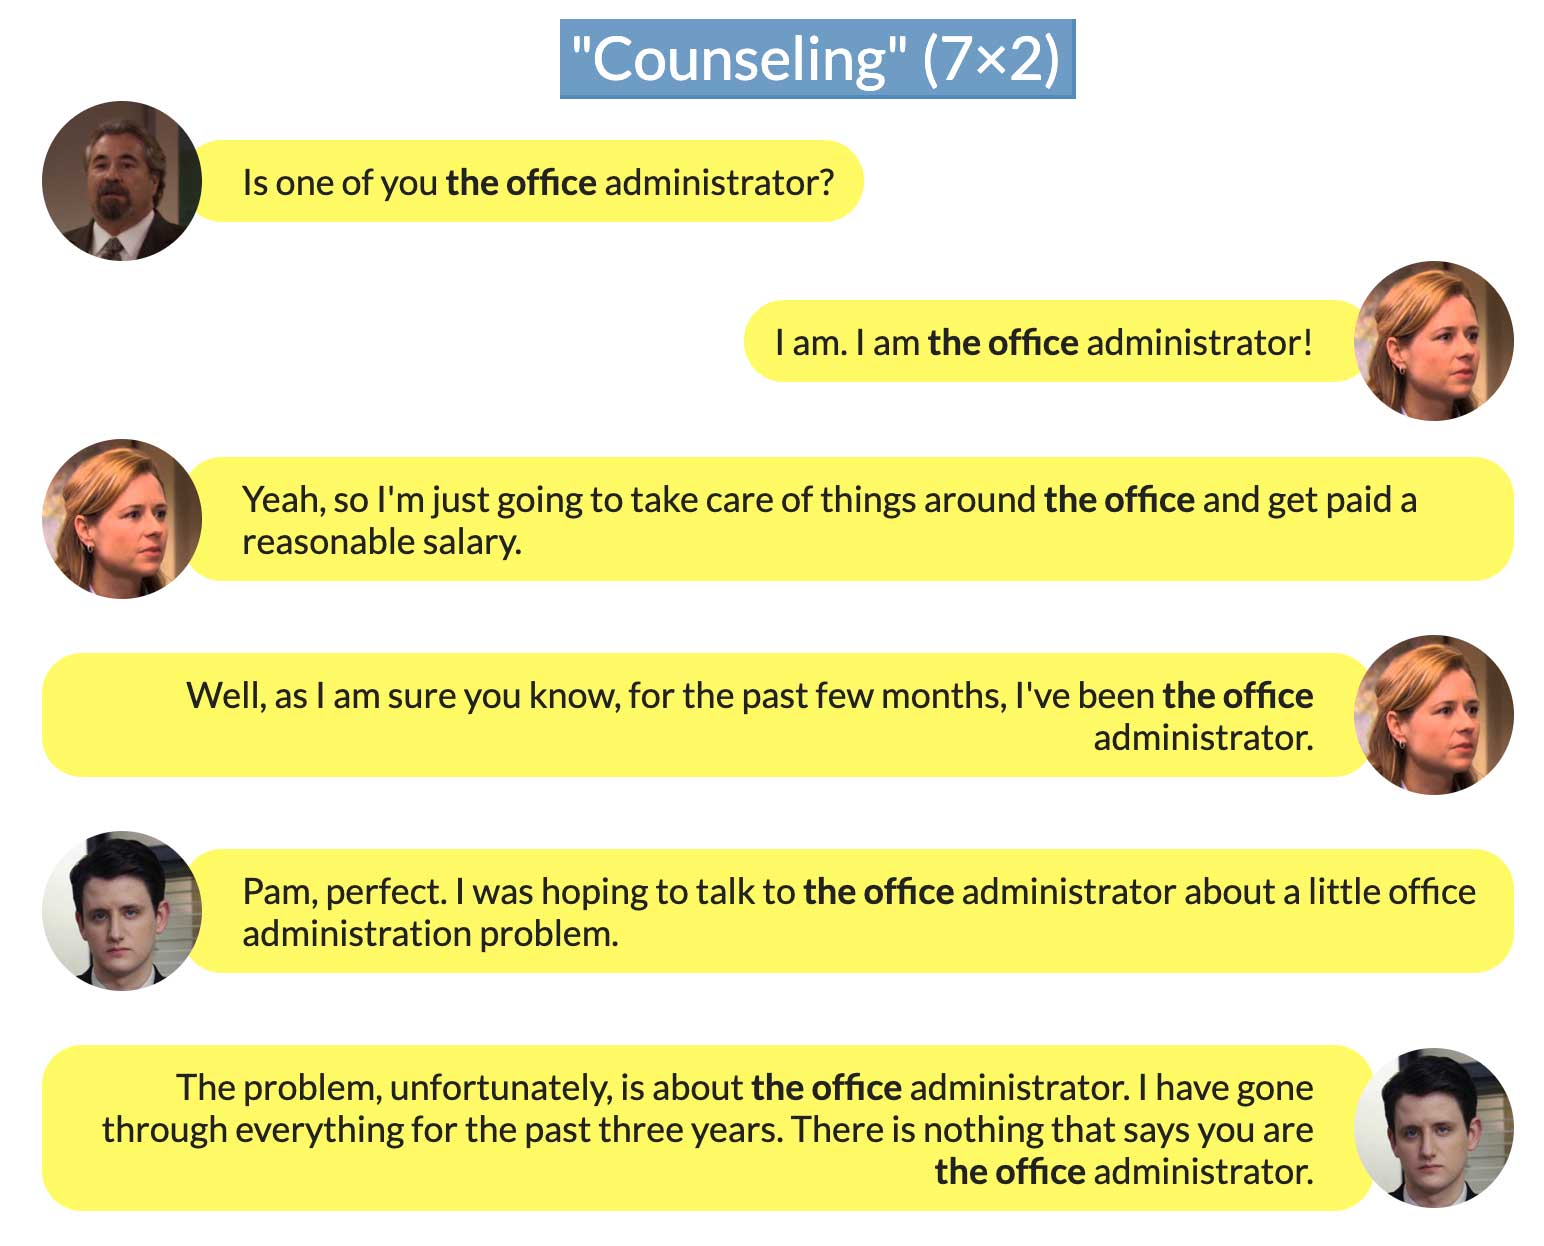 "Counseling" (7×2)
Is one of you the office administrator?
I am. I am the office administrator!
Yeah, so I'm just going to take care of things around the office and get paid a
reasonable salary.
Well, as I am sure you know, for the past few months, I've been the office
administrator.
Pam, perfect. I was hoping to talk to the office administrator about a little office
administration problem.
The problem, unfortunately, is about the office administrator. I have gone
through everything for the past three years. There is nothing that says you are
the office administrator.